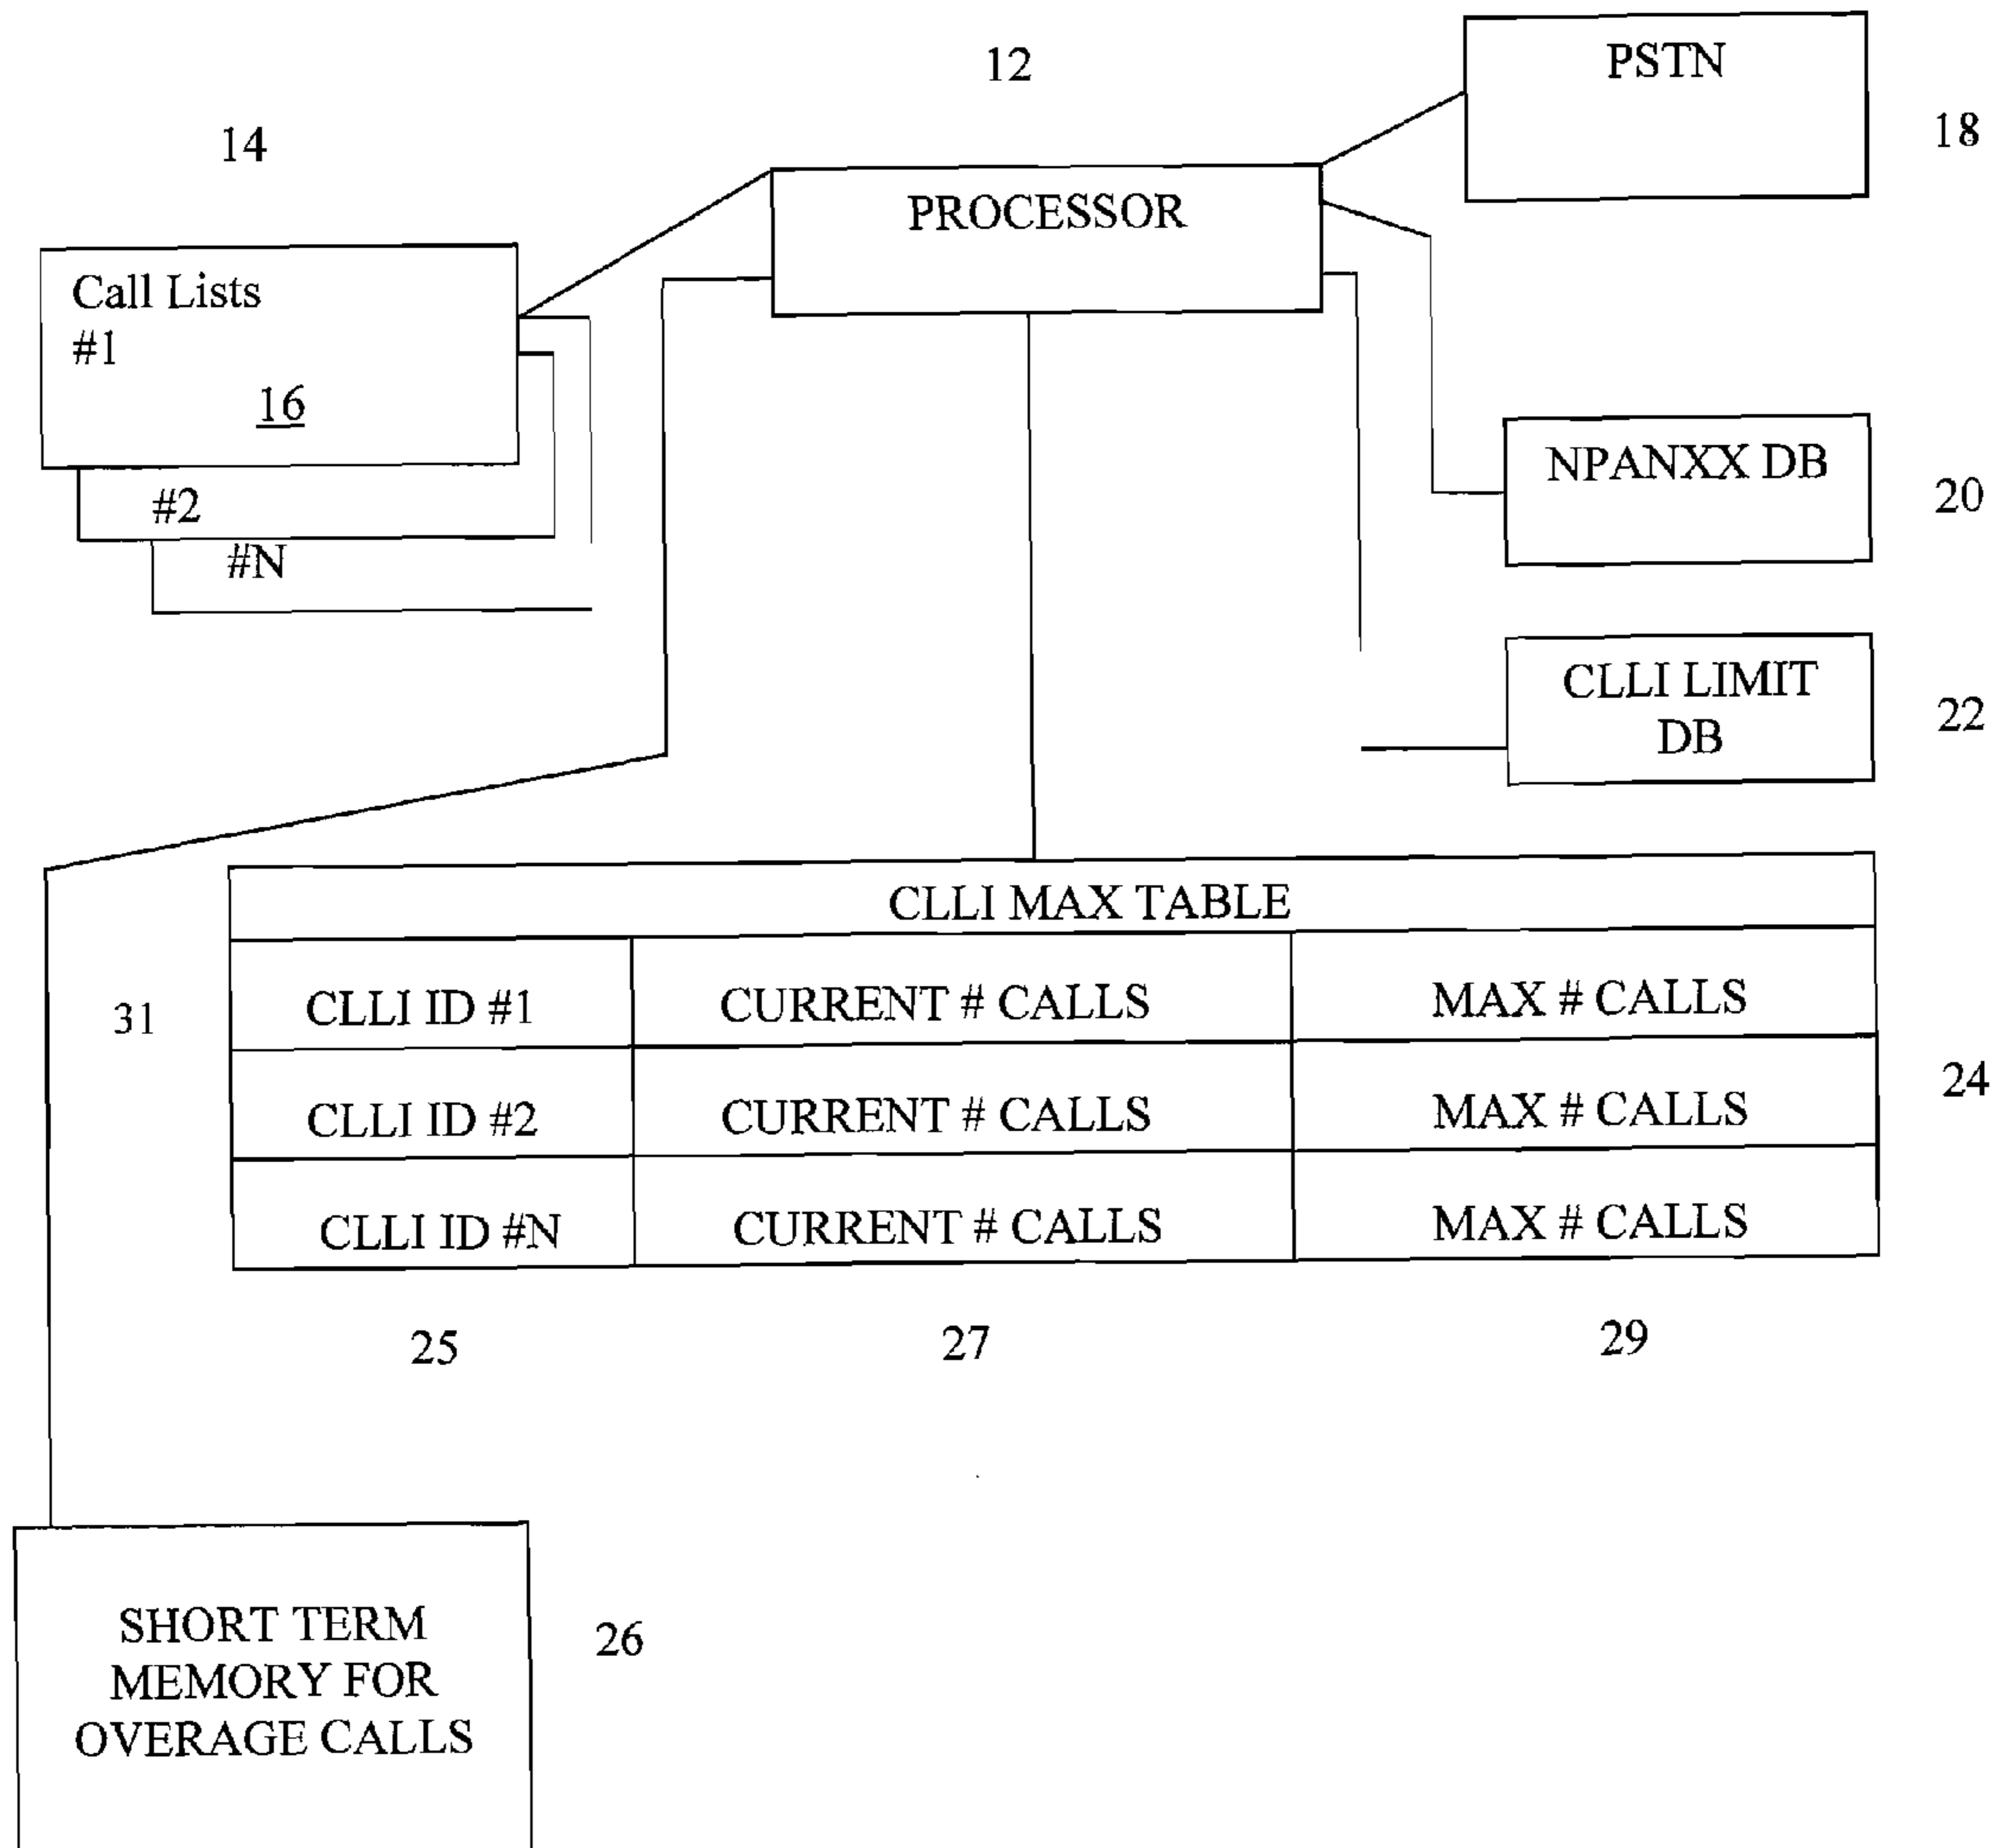 12
PSTN
18
14
PROCESSOR
Call Lists
#1
16
#2
#N
NPANXX DB
20
CLLI LIMIT
DB
22
CLLI MAX TABLE
31
CLLI ID #1 CURRENT # CALLS MAX # CALLS
CLLI ID #2 CURRENT # CALLS MAX # CALLS
24
CLLI ID #N CURRENT # CALLS MAX # CALLS
25 27 29
SHORT TERM
MEMORY FOR
OVERAGE CALLS
26